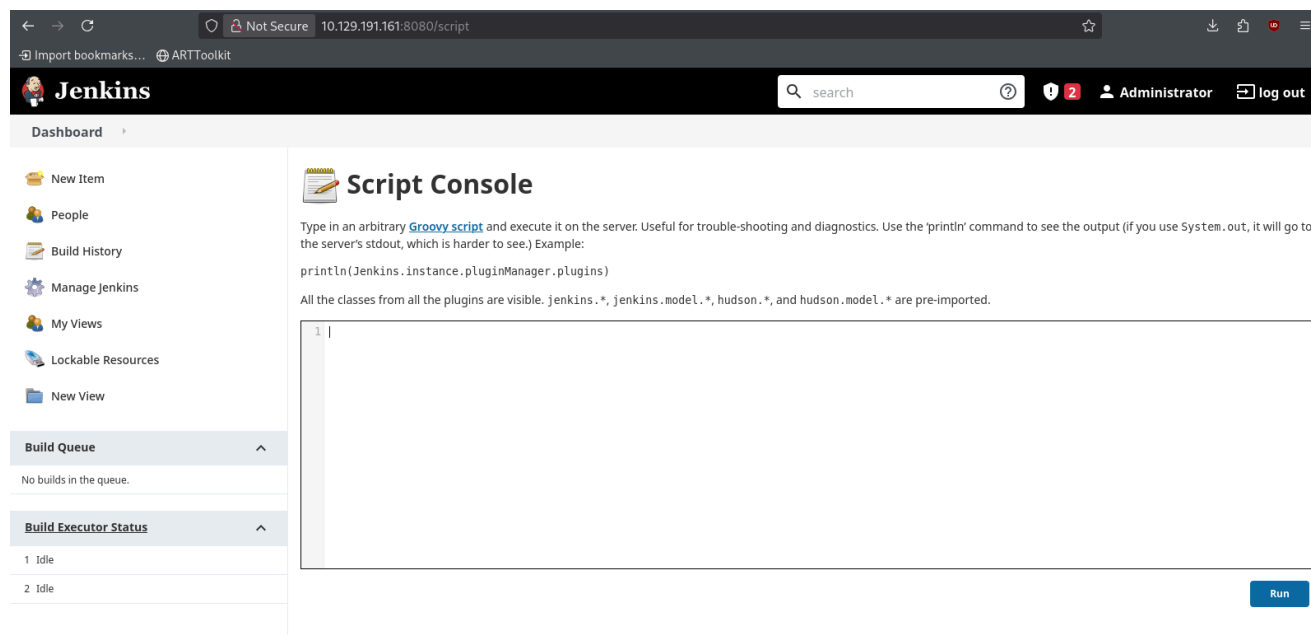 Not Secure 10.129.191.161:8080/script
Import bookmarks... ARTToolkit
Jenkins
search
2
Administrator
log out
Dashboard
New Item
People
Build History
Manage Jenkins
My Views
Lockable Resources
New View
Build Queue
No builds in the queue.
Build Executor Status
1 Idle
2 Idle
Script Console
Type in an arbitrary Groovy script and execute it on the server. Useful for trouble-shooting and diagnostics. Use the 'println' command to see the output (if you use System.out, it will go to
the server's stdout, which is harder to see.) Example:
println(Jenkins.instance.pluginManager.plugins)
All the classes from all the plugins are visible. jenkins.*, jenkins.model.*, hudson.*, and hudson.model.* are pre-imported.
1
Run